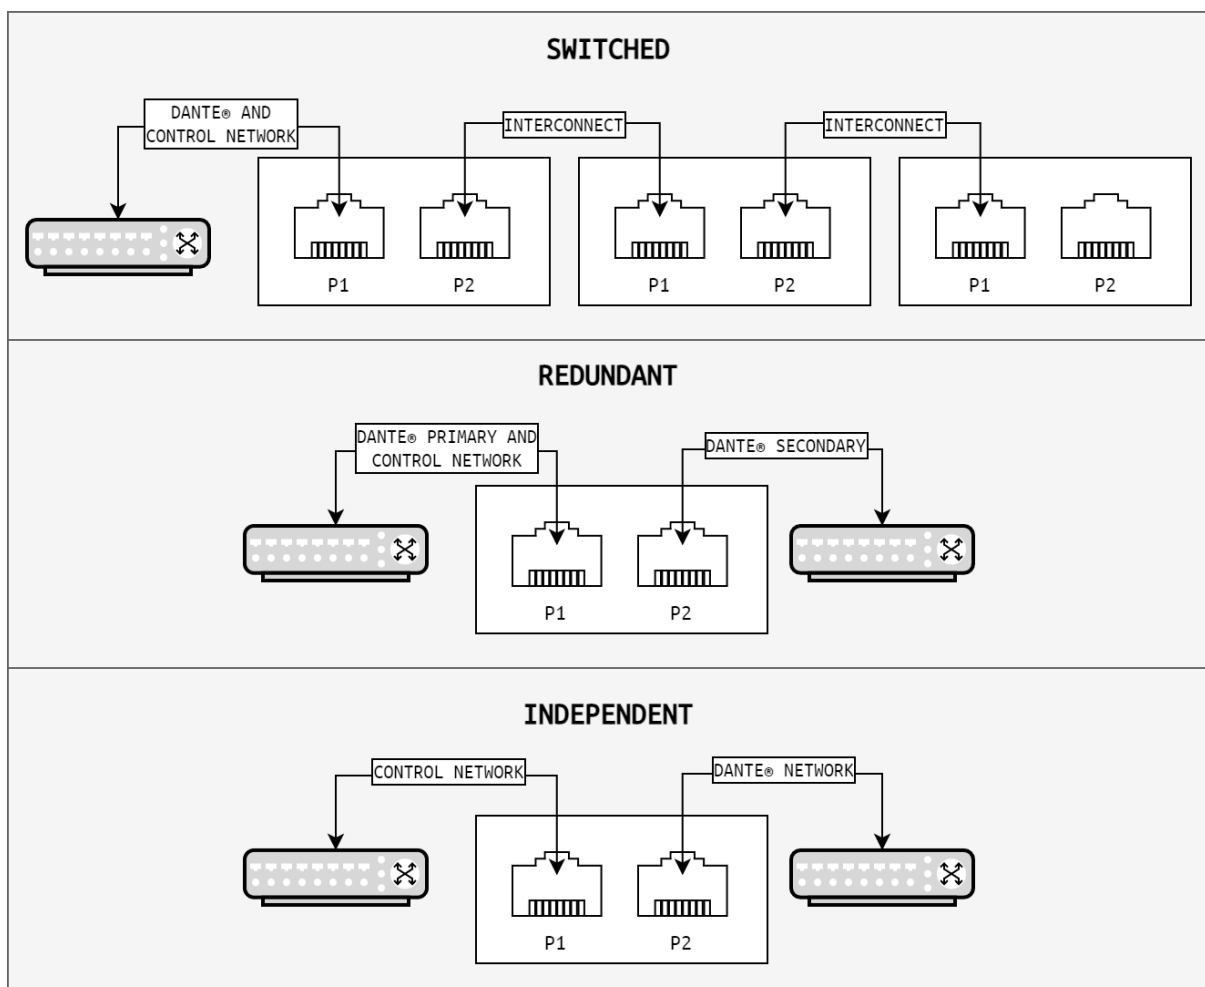 SWITCHED
DANTE® AND
CONTROL NETWORK
INTERCONNECT
INTERCONNECT
P1
P2
P1
P2
P1
P2
REDUNDANT
DANTE® PRIMARY AND
CONTROL NETWORK
DANTE® SECONDARY
P1
P2
INDEPENDENT
CONTROL NETWORK
DANTE® NETWORK
P1
P2